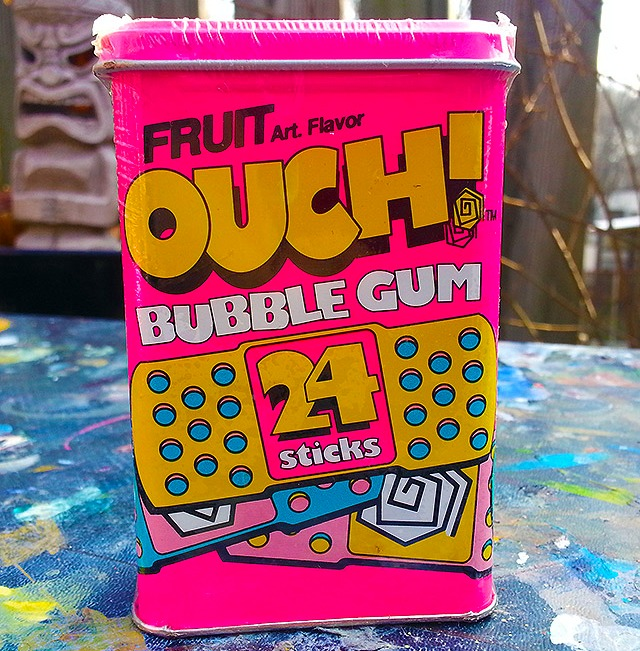 FRUIT Art. Flavor
OUCH!
TM
BUBBLE GUM
24
sticks